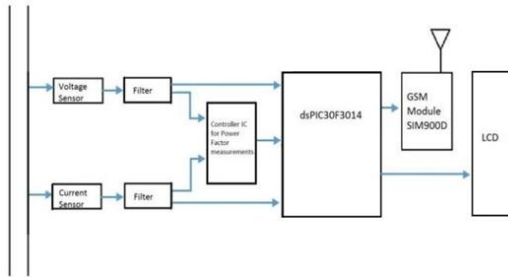 Voltage
Sensor
Filter
Controller IC
for Power
Factor
measurements
dsPIC30F3014
GSM
Module
SIM900D
LCD
Current
Sensor
Filter